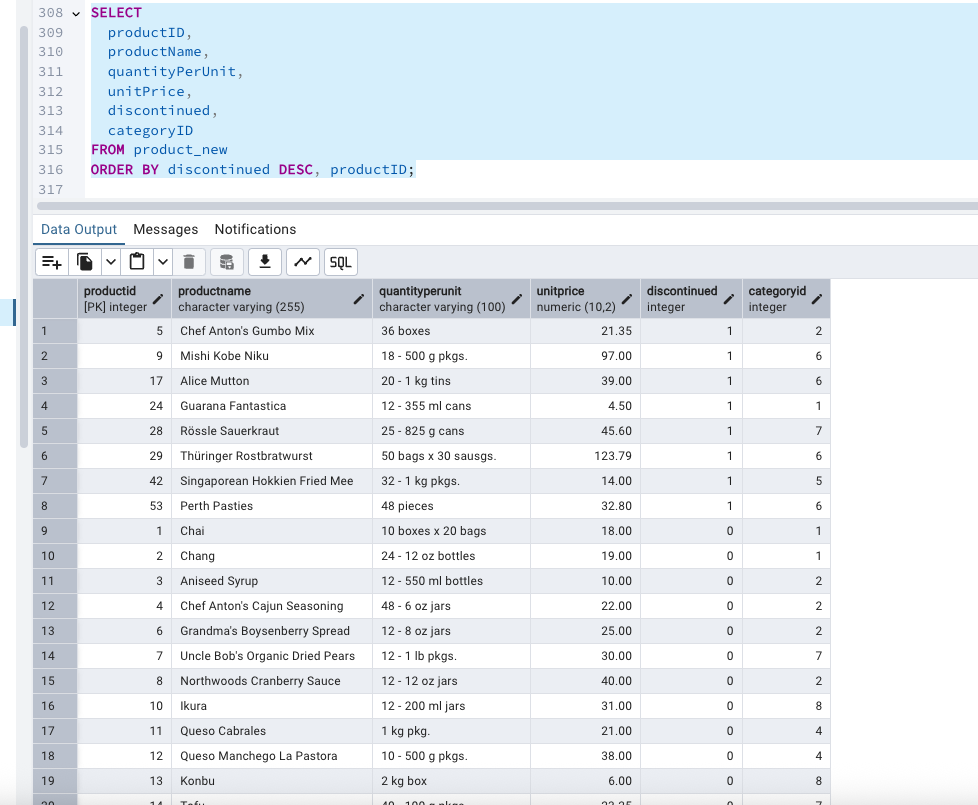 308 SELECT
309 productID,
310 productName,
311 quantityPerUnit,
312 unitPrice,
313 discontinued,
314 categoryID
315 FROM product_new
316 ORDER BY discontinued DESC, productID;
317
Data Output Messages Notifications
SQL
productid productname quantityperunit unitprice discontinued categoryid
[PK] integer character varying (255) character varying (100) numeric (10,2) integer integer
1 5 Chef Anton's Gumbo Mix 36 boxes 21.35 1 2
2 9 Mishi Kobe Niku 18 - 500 g pkgs. 97.00 1 6
3 17 Alice Mutton 20 - 1 kg tins 39.00 1 6
4 24 Guarana Fantastica 12 - 355 ml cans 4.50 1 1
5 28 Rössle Sauerkraut 25 - 825 g cans 45.60 1 7
6 29 Thüringer Rostbratwurst 50 bags x 30 sausgs. 123.79 1 6
7 42 Singaporean Hokkien Fried Mee 32 - 1 kg pkgs. 14.00 1 5
8 53 Perth Pasties 48 pieces 32.80 1 6
9 1 Chai 10 boxes x 20 bags 18.00 0 1
10 2 Chang 24 - 12 oz bottles 19.00 0 1
11 3 Aniseed Syrup 12 - 550 ml bottles 10.00 0 2
12 4 Chef Anton's Cajun Seasoning 48 - 6 oz jars 22.00 0 2
13 6 Grandma's Boysenberry Spread 12 - 8 oz jars 25.00 0 2
14 7 Uncle Bob's Organic Dried Pears 12 - 1 lb pkgs. 30.00 0 7
15 8 Northwoods Cranberry Sauce 12 - 12 oz jars 40.00 0 2
16 10 Ikura 12 - 200 ml jars 31.00 0 8
17 11 Queso Cabrales 1 kg pkg. 21.00 0 4
18 12 Queso Manchego La Pastora 10 - 500 g pkgs. 38.00 0 4
19 13 Konbu 2 kg box 6.00 0 8